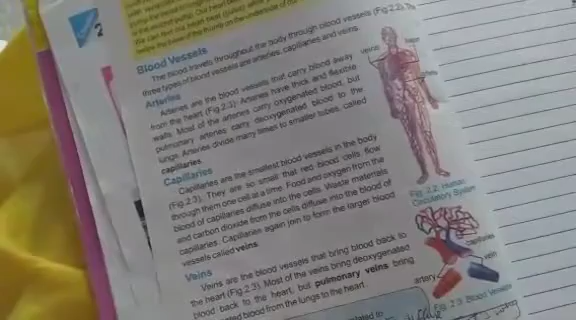 2
Blood Vessels
The blood travels throughout the body through blood vessels (Fig.2.2). The
three types of blood vessels are arteries, capillaries and veins.
Arteries
Arteries are the blood vessels that carry blood away
from the heart (Fig.2.3). Arteries have thick and flexible
walls. Most of the arteries carry oxygenated blood, but
pulmonary arteries carry deoxygenated blood to the
lungs. Arteries divide many times to smaller tubes, called
capillaries.
Capillaries
Capillaries are the smallest blood vessels in the body
(Fig.2.3). They are so small that red blood cells flow
through them one cell at a time. Food and oxygen from the
blood of capillaries diffuse into the cells. Waste materials
and carbon dioxide from the cells diffuse into the blood of
capillaries. Capillaries again join to form the larger blood
vessels called veins.
Veins
Veins are the blood vessels that bring blood back to
the heart (Fig.2.3). Most of the veins bring deoxygenated
blood back to the heart, but pulmonary veins bring
blood from the lungs to the heart.
veins
heart
Fig. 2.2: Human
Circulatory System
capillaries
vein
artery
Fig. 2.3: Blood Vessels